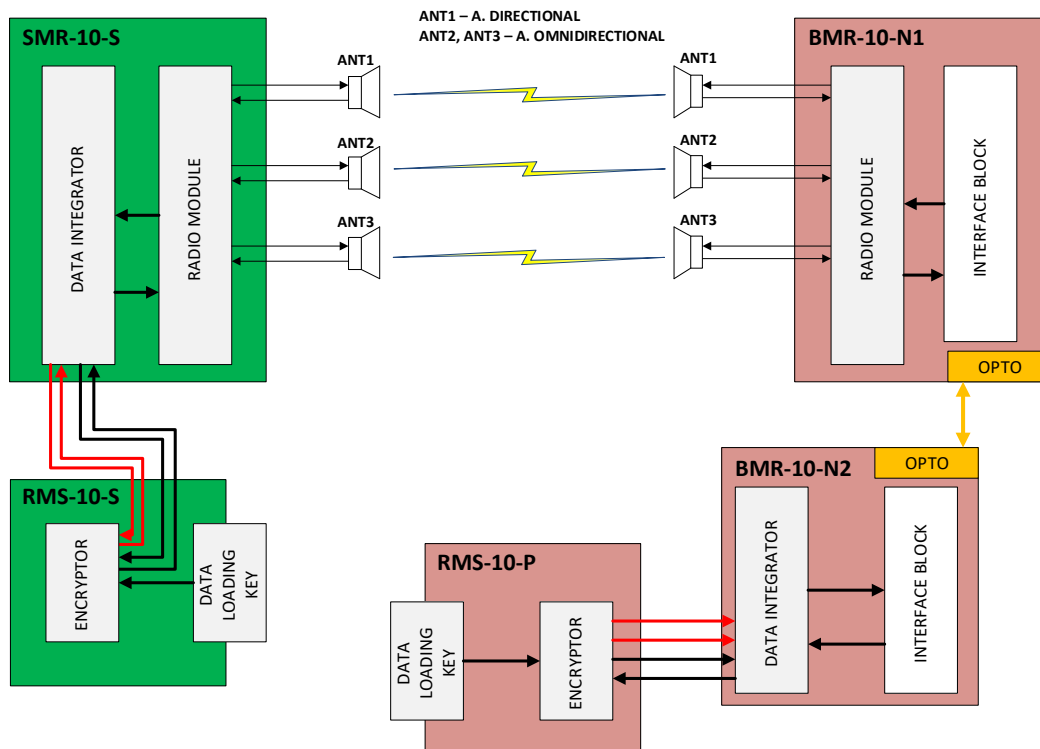 ANT1 – A. DIRECTIONAL
ANT2, ANT3 – A. OMNIDIRECTIONAL
SMR-10-S
DATA INTEGRATOR
RADIO MODULE
ANT1
ANT2
ANT3
ANT1
ANT2
ANT3
BMR-10-N1
RADIO MODULE
INTERFACE BLOCK
OPTO
RMS-10-S
ENCRYPTOR
DATA
LOADING
KEY
RMS-10-P
DATA
LOADING
KEY
ENCRYPTOR
BMR-10-N2
OPTO
DATA INTEGRATOR
INTERFACE BLOCK